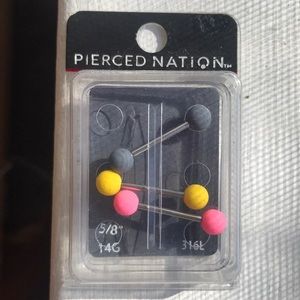 PIERCED NATION™
5/8"
14G 316L